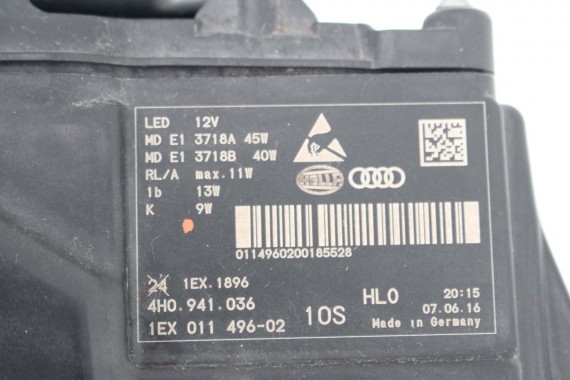 LED 12V
MD E1 3718A 45W
MD E1 3718B 40W
RL/A max.11W
1b 13W
K 9W
HELLA
0114960200185528
24 1EX.1896
4H0.941.036
1EX 011 496-02
10S
HL0
20:15
07.06.16
Made in Germany